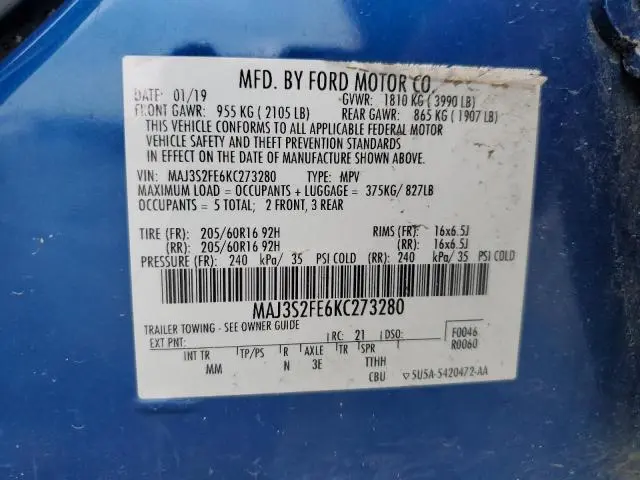 MFD. BY FORD MOTOR CO.
DATE: 01/19 GVWR: 1810 KG ( 3990 LB)
FRONT GAWR: 955 KG ( 2105 LB) REAR GAWR: 865 KG ( 1907 LB)
THIS VEHICLE CONFORMS TO ALL APPLICABLE FEDERAL MOTOR
VEHICLE SAFETY AND THEFT PREVENTION STANDARDS
IN EFFECT ON THE DATE OF MANUFACTURE SHOWN ABOVE.
VIN: MAJ3S2FE6KC273280 TYPE: MPV
MAXIMUM LOAD = OCCUPANTS + LUGGAGE = 375KG/ 827LB
OCCUPANTS = 5 TOTAL; 2 FRONT, 3 REAR
TIRE (FR): 205/60R16 92H RIMS (FR): 16x6.5J
(RR): 205/60R16 92H (RR): 16x6.5J
PRESSURE (FR): 240 kPa/ 35 PSI COLD (RR): 240 kPa/ 35 PSI COLD
MAJ3S2FE6KC273280
TRAILER TOWING - SEE OWNER GUIDE
EXT PNT: RC: 21 DSO: F0046
R0060
INT TR TP/PS R AXLE TR SPR
MM N 3E TTHH
CBU 5U5A-5420472-AA